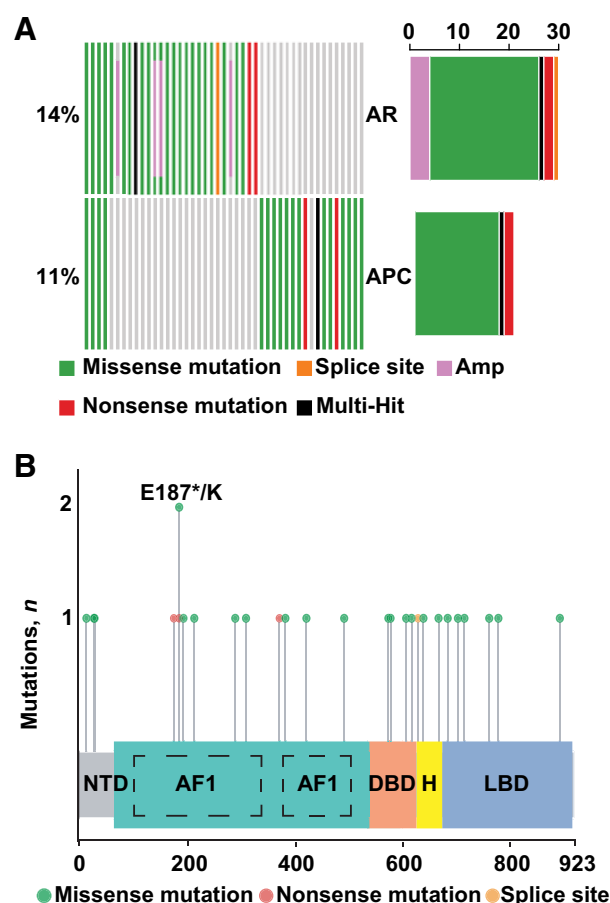 A
0 10 20 30
14% AR
11% APC
Missense mutation Splice site Amp
Nonsense mutation Multi-Hit
B
E187*/K
2
1
Mutations, n
NTD AF1 AF1 DBD H LBD
0 200 400 600 800 923
Missense mutation Nonsense mutation Splice site